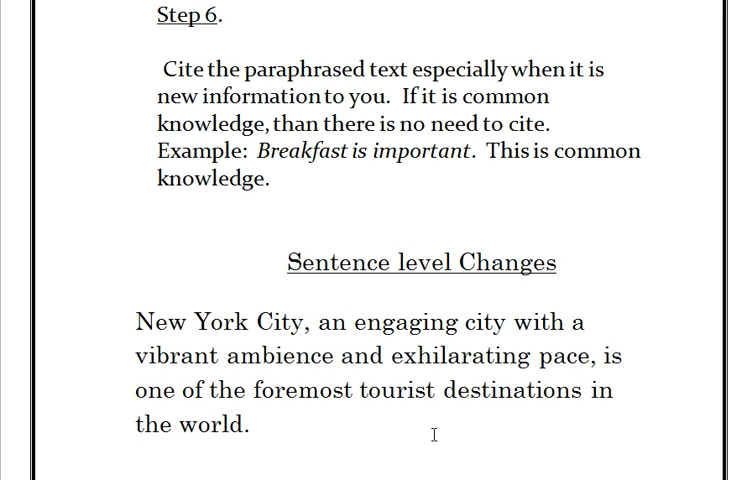 Step 6.
Cite the paraphrased text especially when it is
new information to you.  If it is common
knowledge, than there is no need to cite.
Example:  Breakfast is important.  This is common
knowledge.
Sentence level Changes
New York City, an engaging city with a
vibrant ambience and exhilarating pace, is
one of the foremost tourist destinations in
the world.